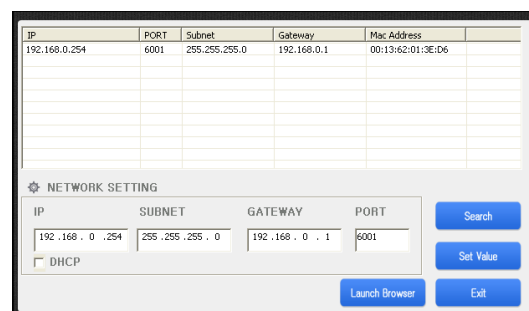 IP PORT Subnet Gateway Mac Address
192.168.0.254 6001 255.255.255.0 192.168.0.1 00:13:62:01:3E:D6
NETWORK SETTING
IP SUBNET GATEWAY PORT
192 .168 . 0 .254 255 .255 .255 . 0 192 .168 . 0 . 1 6001
Search
DHCP
Set Value
Launch Browser Exit